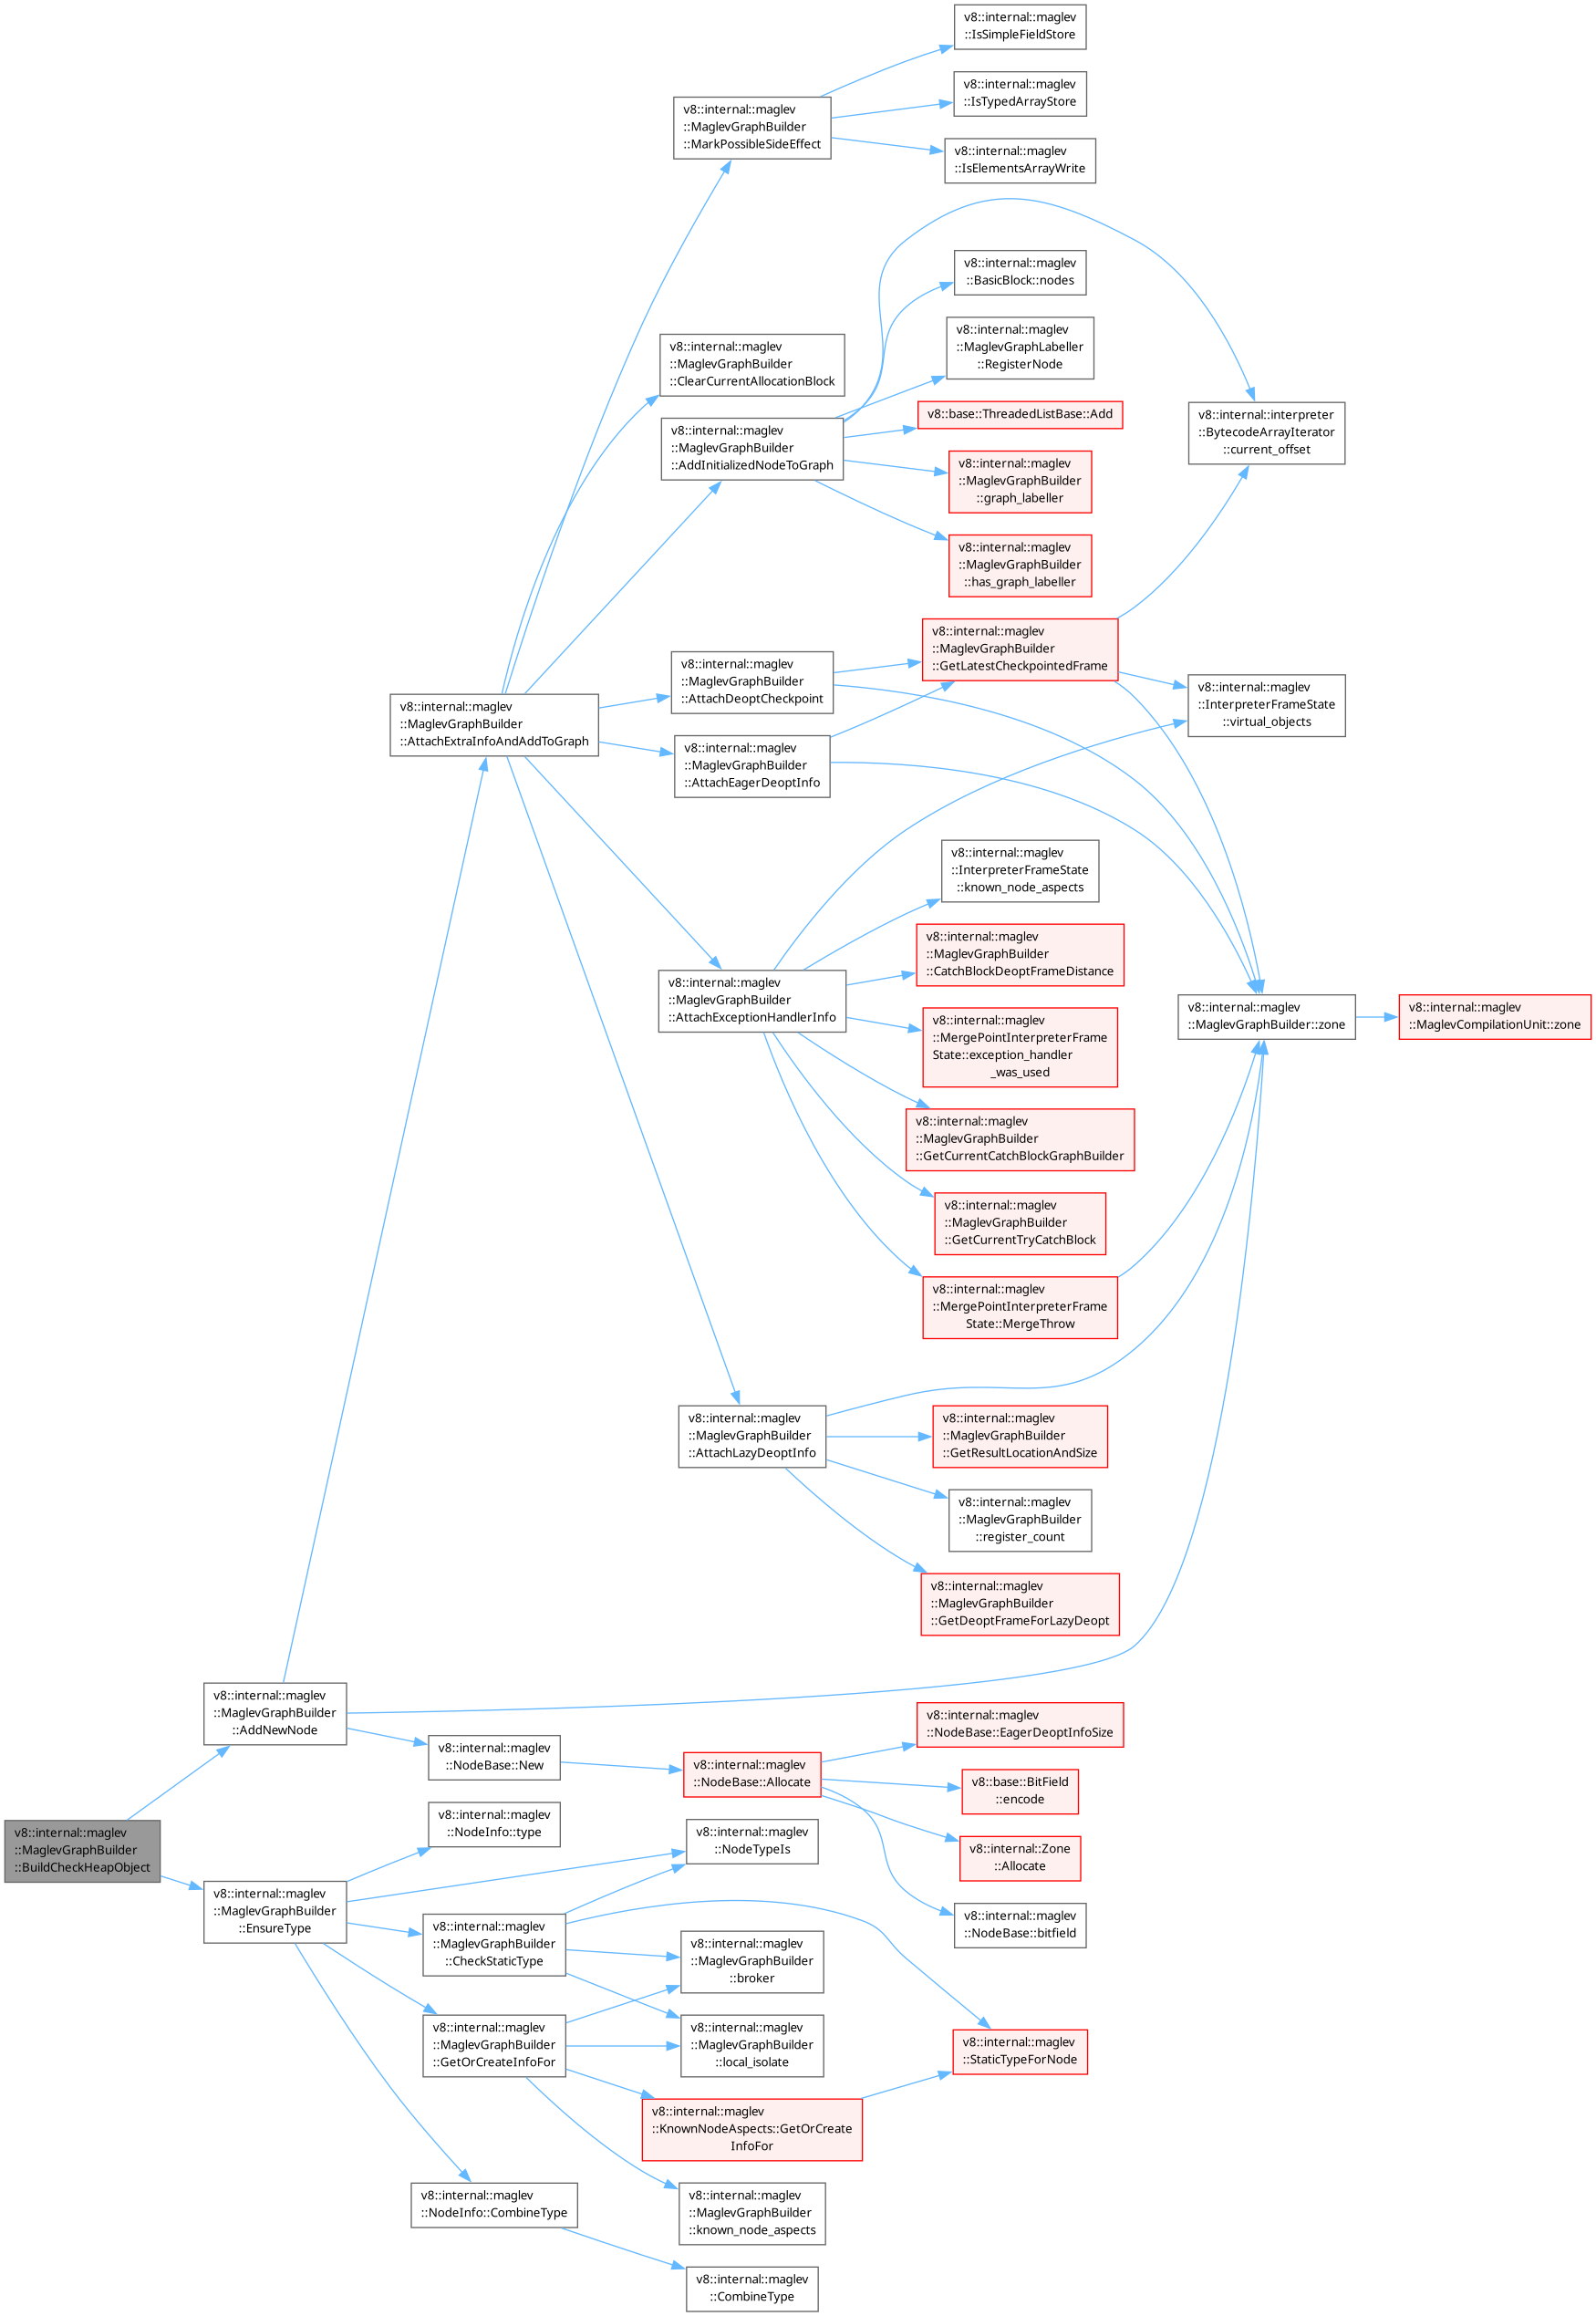 v8::internal::maglev
::IsSimpleFieldStore
v8::internal::maglev
::IsTypedArrayStore
v8::internal::maglev
::MaglevGraphBuilder
::MarkPossibleSideEffect
v8::internal::maglev
::IsElementsArrayWrite
v8::internal::maglev
::BasicBlock::nodes
v8::internal::maglev
::MaglevGraphLabeller
::RegisterNode
v8::internal::maglev
::MaglevGraphBuilder
::ClearCurrentAllocationBlock
v8::base::ThreadedListBase::Add
v8::internal::interpreter
::BytecodeArrayIterator
::current_offset
v8::internal::maglev
::MaglevGraphBuilder
::AddInitializedNodeToGraph
v8::internal::maglev
::MaglevGraphBuilder
::graph_labeller
v8::internal::maglev
::MaglevGraphBuilder
::has_graph_labeller
v8::internal::maglev
::MaglevGraphBuilder
::GetLatestCheckpointedFrame
v8::internal::maglev
::MaglevGraphBuilder
::AttachDeoptCheckpoint
v8::internal::maglev
::InterpreterFrameState
::virtual_objects
v8::internal::maglev
::MaglevGraphBuilder
::AttachExtraInfoAndAddToGraph
v8::internal::maglev
::MaglevGraphBuilder
::AttachEagerDeoptInfo
v8::internal::maglev
::InterpreterFrameState
::known_node_aspects
v8::internal::maglev
::MaglevGraphBuilder
::CatchBlockDeoptFrameDistance
v8::internal::maglev
::MaglevGraphBuilder
::AttachExceptionHandlerInfo
v8::internal::maglev
::MaglevGraphBuilder::zone
v8::internal::maglev
::MaglevCompilationUnit::zone
v8::internal::maglev
::MergePointInterpreterFrame
State::exception_handler
_was_used
v8::internal::maglev
::MaglevGraphBuilder
::GetCurrentCatchBlockGraphBuilder
v8::internal::maglev
::MaglevGraphBuilder
::GetCurrentTryCatchBlock
v8::internal::maglev
::MergePointInterpreterFrame
State::MergeThrow
v8::internal::maglev
::MaglevGraphBuilder
::AttachLazyDeoptInfo
v8::internal::maglev
::MaglevGraphBuilder
::GetResultLocationAndSize
v8::internal::maglev
::MaglevGraphBuilder
::register_count
v8::internal::maglev
::MaglevGraphBuilder
::GetDeoptFrameForLazyDeopt
v8::internal::maglev
::MaglevGraphBuilder
::AddNewNode
v8::internal::maglev
::NodeBase::EagerDeoptInfoSize
v8::internal::maglev
::NodeBase::New
v8::internal::maglev
::NodeBase::Allocate
v8::base::BitField
::encode
v8::internal::maglev
::MaglevGraphBuilder
::BuildCheckHeapObject
v8::internal::maglev
::NodeInfo::type
v8::internal::maglev
::NodeTypeIs
v8::internal::Zone
::Allocate
v8::internal::maglev
::MaglevGraphBuilder
::EnsureType
v8::internal::maglev
::NodeBase::bitfield
v8::internal::maglev
::MaglevGraphBuilder
::CheckStaticType
v8::internal::maglev
::MaglevGraphBuilder
::broker
v8::internal::maglev
::MaglevGraphBuilder
::GetOrCreateInfoFor
v8::internal::maglev
::MaglevGraphBuilder
::local_isolate
v8::internal::maglev
::StaticTypeForNode
v8::internal::maglev
::KnownNodeAspects::GetOrCreate
InfoFor
v8::internal::maglev
::NodeInfo::CombineType
v8::internal::maglev
::MaglevGraphBuilder
::known_node_aspects
v8::internal::maglev
::CombineType